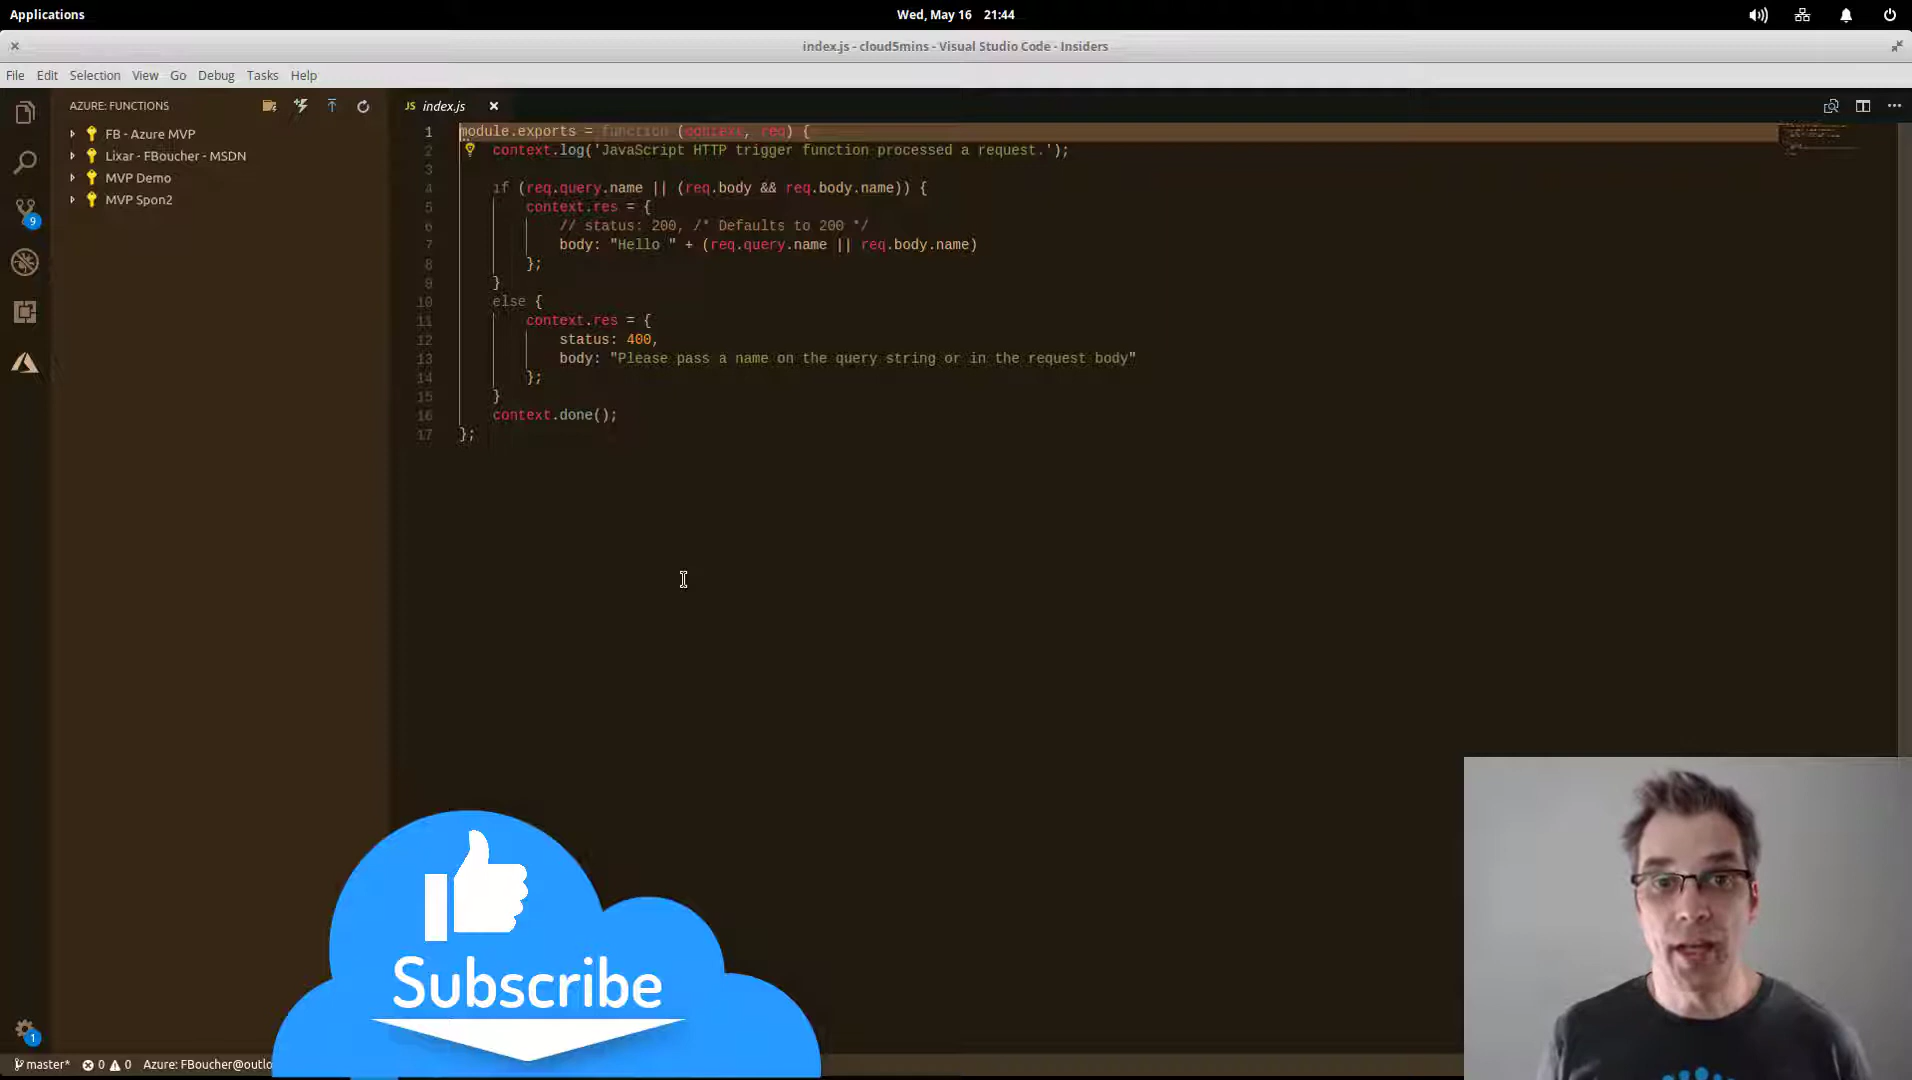 Applications
Wed, May 16 21:44
index.js - cloud5mins - Visual Studio Code - Insiders
File Edit Selection View Go Debug Tasks Help
AZURE: FUNCTIONS
FB - Azure MVP
Lixar - FBoucher - MSDN
MVP Demo
MVP Spon2
9
1
JS index.js
1 module.exports = function (context, req) {
2     context.log('JavaScript HTTP trigger function processed a request.');
3
4     if (req.query.name || (req.body && req.body.name)) {
5         context.res = {
6             // status: 200, /* Defaults to 200 */
7             body: "Hello " + (req.query.name || req.body.name)
8         };
9     }
10     else {
11         context.res = {
12             status: 400,
13             body: "Please pass a name on the query string or in the request body"
14         };
15     }
16     context.done();
17 };
Subscribe
master* 0 0 Azure: FBoucher@outlo